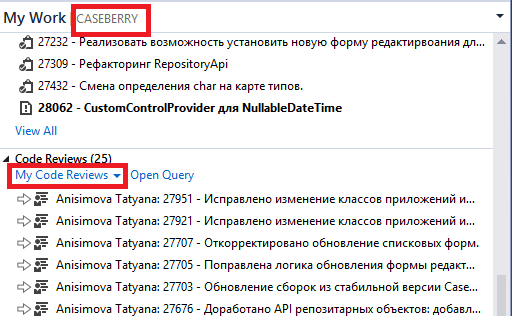 My Work | CASEBERRY
27232 - Реализовать возможность установить новую форму редактирвоания дл...
27309 - Рефакторинг RepositoryApi
27432 - Смена определения char на карте типов.
28062 - CustomControlProvider для NullableDateTime
View All
Code Reviews (25)
My Code Reviews Open Query
Anisimova Tatyana: 27951 - Исправлено изменение классов приложений и...
Anisimova Tatyana: 27921 - Исправлено изменение классов приложений и...
Anisimova Tatyana: 27707 - Откорректировано обновление списковых форм.
Anisimova Tatyana: 27705 - Поправлена логика обновления формы редакт...
Anisimova Tatyana: 27703 - Обновление сборок из стабильной версии Case...
Anisimova Tatyana: 27676 - Доработано API репозитарных объектов: добавл...